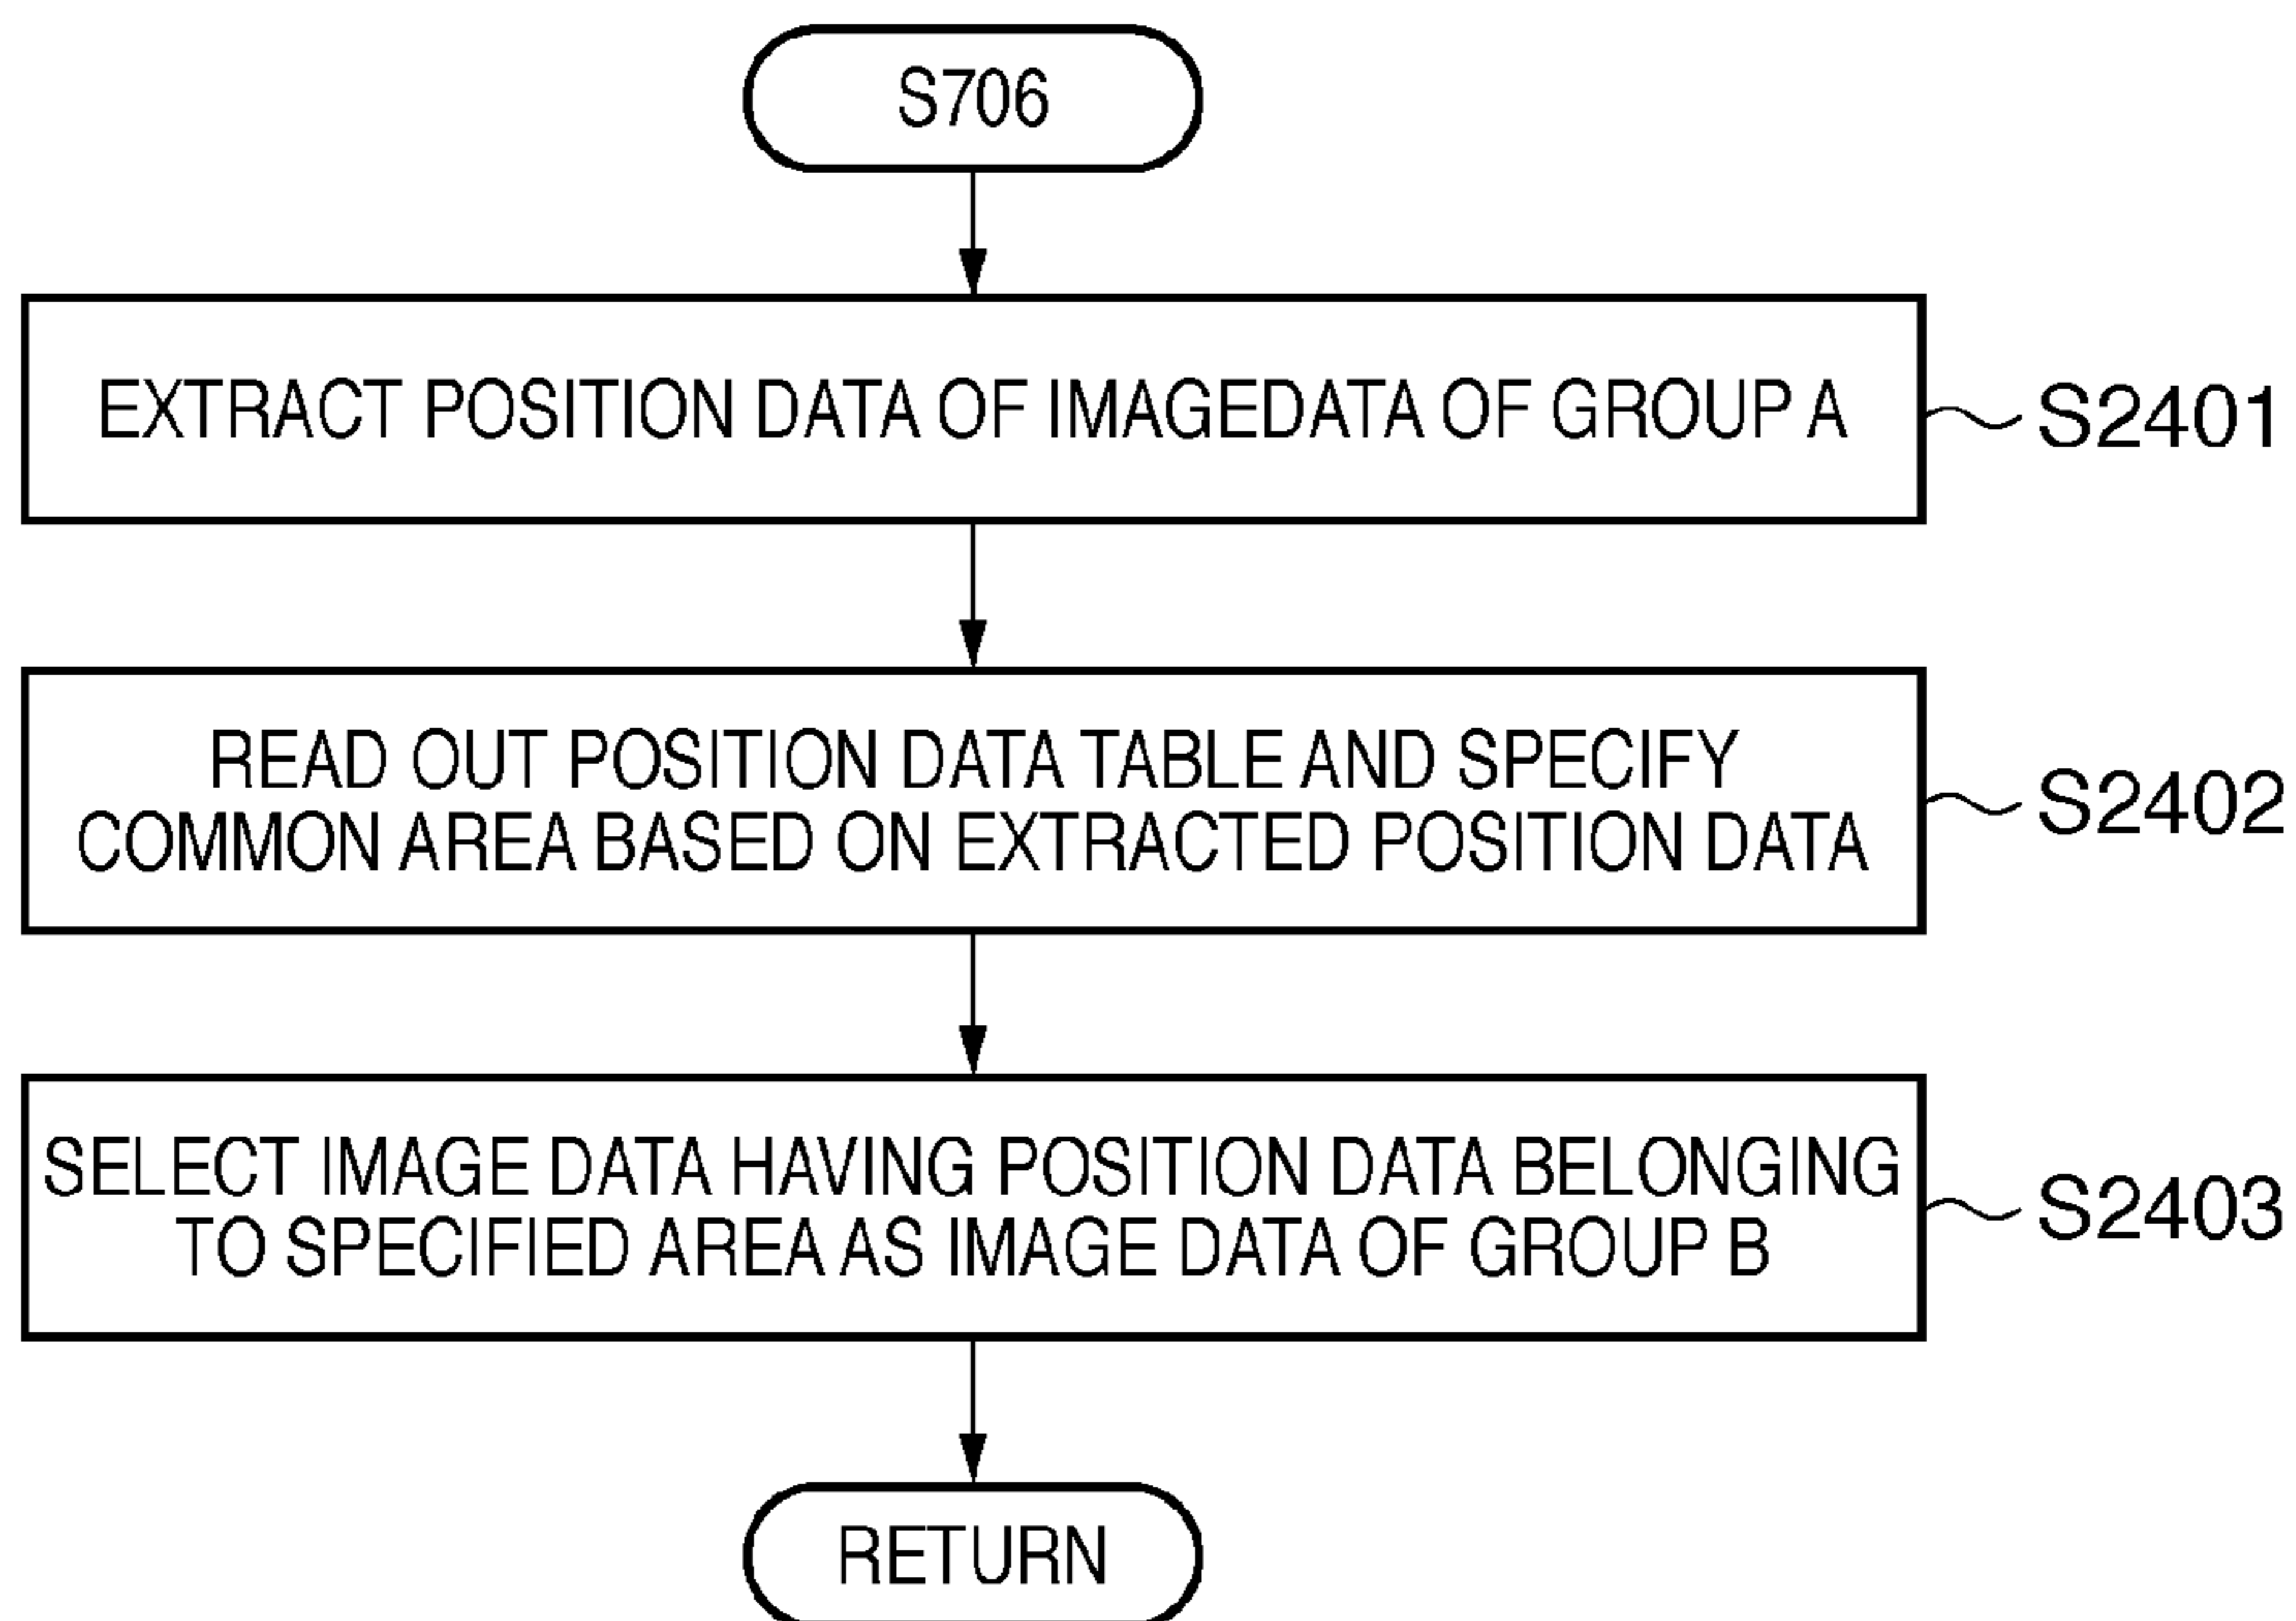 S706
EXTRACT POSITION DATA OF IMAGEDATA OF GROUP A
S2401
READ OUT POSITION DATA TABLE AND SPECIFY
COMMON AREA BASED ON EXTRACTED POSITION DATA
S2402
SELECT IMAGE DATA HAVING POSITION DATA BELONGING
TO SPECIFIED AREA AS IMAGE DATA OF GROUP B
S2403
RETURN